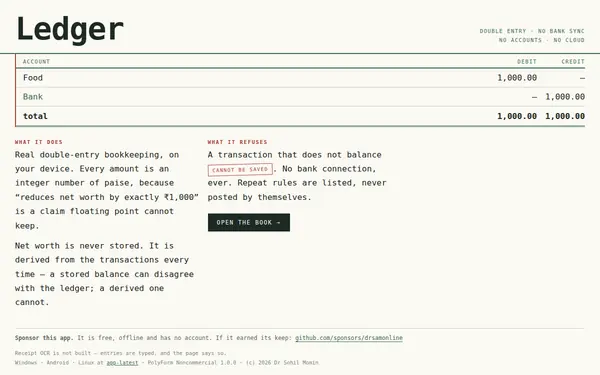 Ledger
DOUBLE ENTRY · NO BANK SYNC
NO ACCOUNTS · NO CLOUD
ACCOUNT DEBIT CREDIT
Food 1,000.00 —
Bank — 1,000.00
total 1,000.00 1,000.00
WHAT IT DOES
Real double-entry bookkeeping, on
your device. Every amount is an
integer number of paise, because
“reduces net worth by exactly ₹1,000”
is a claim floating point cannot
keep.
Net worth is never stored. It is
derived from the transactions every
time — a stored balance can disagree
with the ledger; a derived one
cannot.
WHAT IT REFUSES
A transaction that does not balance
CANNOT BE SAVED. No bank connection,
ever. Repeat rules are listed, never
posted by themselves.
OPEN THE BOOK →
Sponsor this app. It is free, offline and has no account. If it earned its keep: github.com/sponsors/drsamonline
Receipt OCR is not built — entries are typed, and the page says so.
Windows · Android · Linux at app-latest · PolyForm Noncommercial 1.0.0 · (c) 2026 Dr Sohil Momin